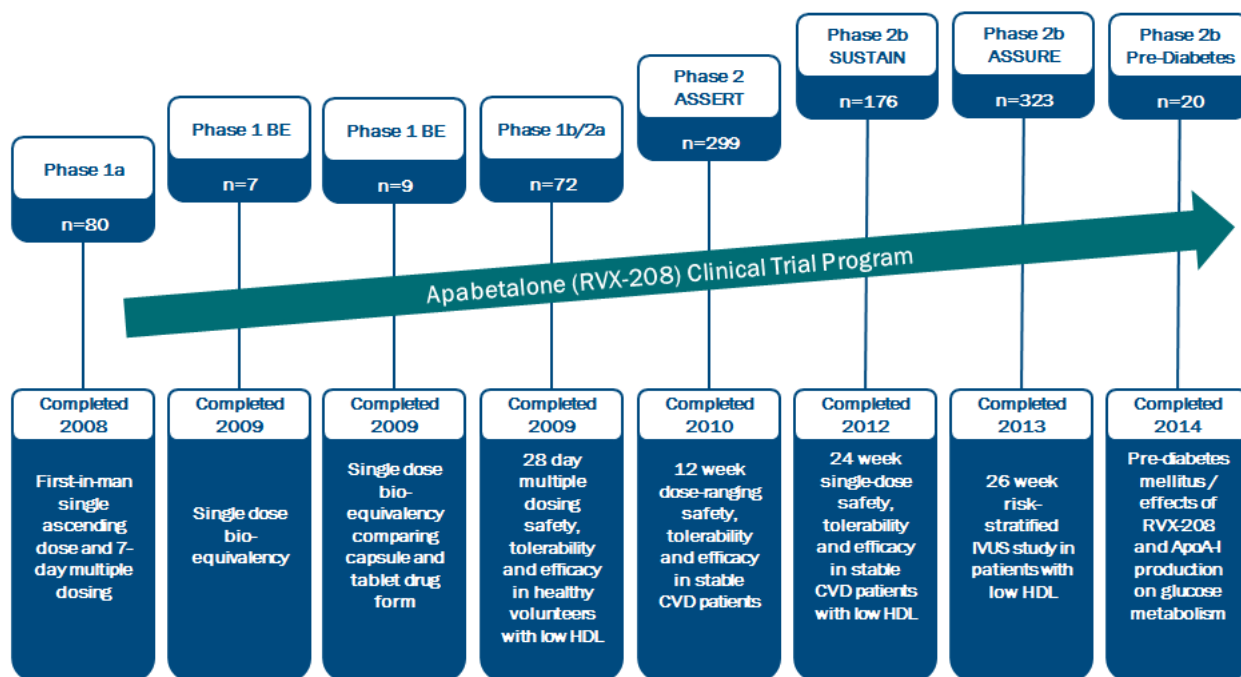 Phase 1a
n=80
Phase 1 BE
n=7
Phase 1 BE
n=9
Phase 1b/2a
n=72
Phase 2
ASSERT
n=299
Phase 2b
SUSTAIN
n=176
Phase 2b
ASSURE
n=323
Phase 2b
Pre-Diabetes
n=20
Apabetalone (RVX-208) Clinical Trial Program
Completed
2008
First-in-man
single
ascending
dose and 7-
day multiple
dosing
Completed
2009
Single dose
bio-
equivalency
Completed
2009
Single dose
bio-
equivalency
comparing
capsule and
tablet drug
form
Completed
2009
28 day
multiple
dosing
safety,
tolerability
and efficacy
in healthy
volunteers
with low HDL
Completed
2010
12 week
dose-ranging
safety,
tolerability
and efficacy
in stable
CVD patients
Completed
2012
24 week
single-dose
safety,
tolerability
and efficacy
in stable
CVD patients
with low HDL
Completed
2013
26 week
risk-
stratified
IVUS study in
patients with
low HDL
Completed
2014
Pre-diabetes
mellitus /
effects of
RVX-208
and ApoA-I
production
on glucose
metabolism